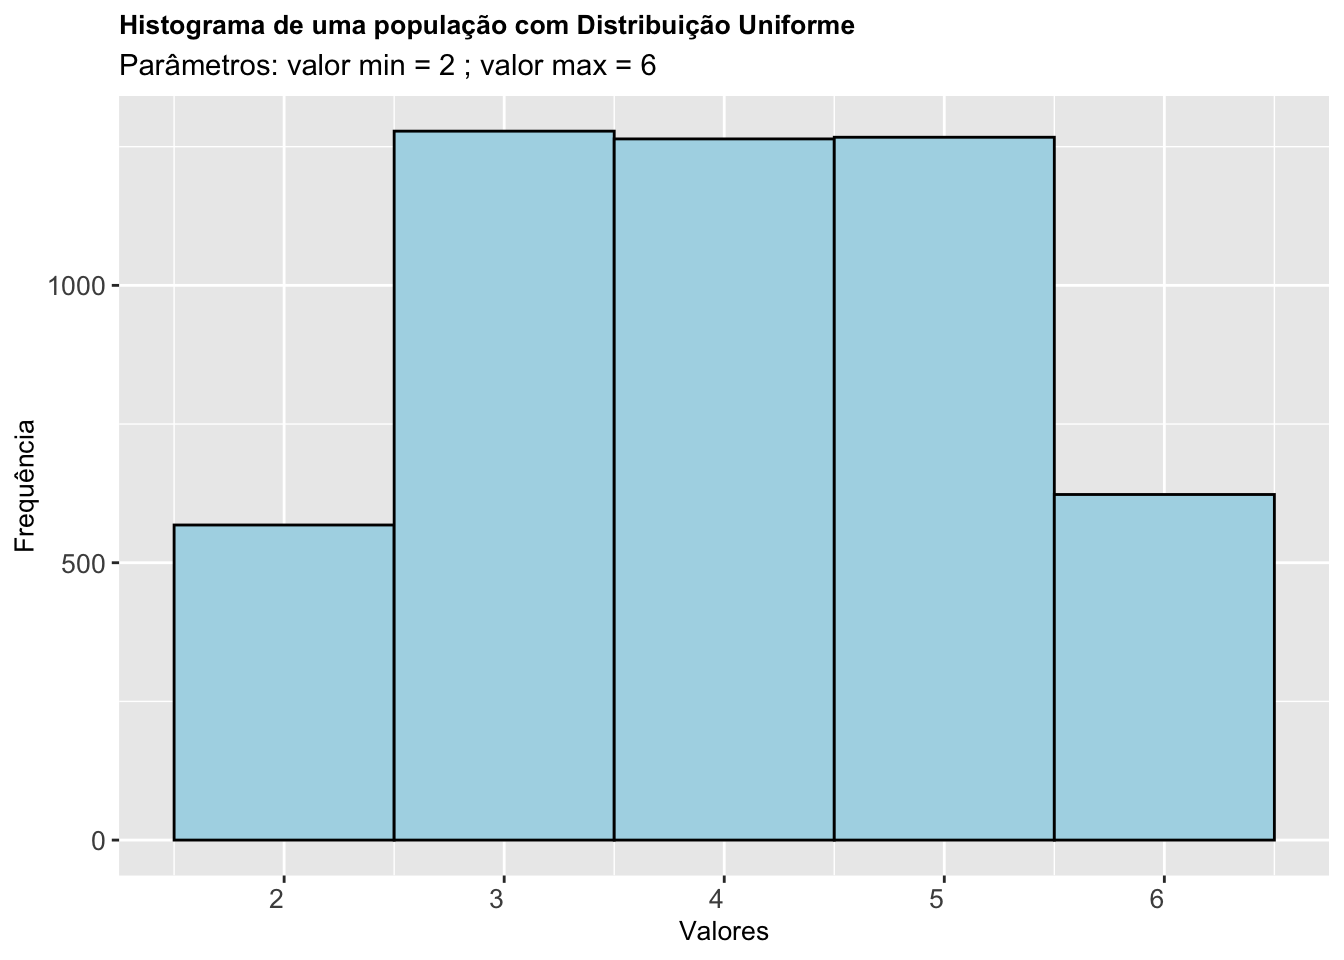 Histograma de uma população com Distribuição Uniforme
Parâmetros: valor min = 2 ; valor max = 6
Frequência
1000
500
0
2 3 4 5 6
Valores